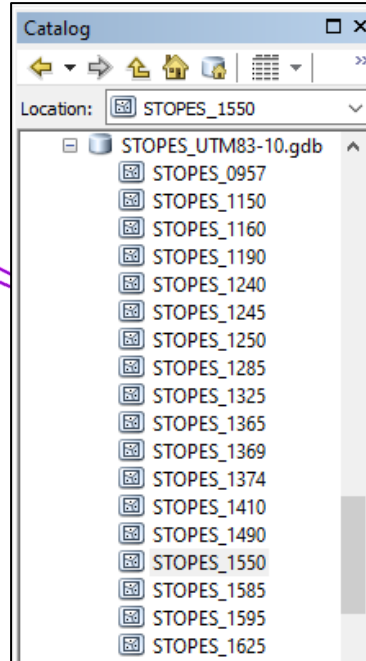 Catalog
Location: STOPES_1550
STOPES_UTM83-10.gdb
STOPES_0957
STOPES_1150
STOPES_1160
STOPES_1190
STOPES_1240
STOPES_1245
STOPES_1250
STOPES_1285
STOPES_1325
STOPES_1365
STOPES_1369
STOPES_1374
STOPES_1410
STOPES_1490
STOPES_1550
STOPES_1585
STOPES_1595
STOPES_1625